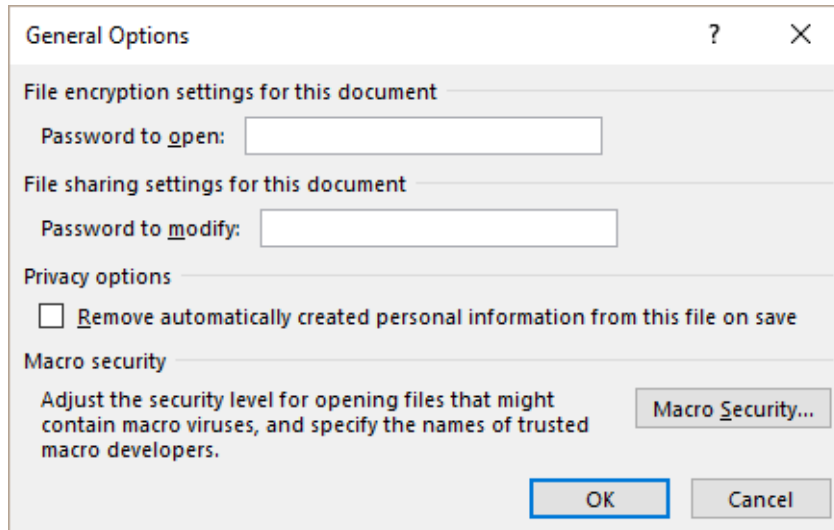 General Options
?
File encryption settings for this document
Password to open:
File sharing settings for this document
Password to modify:
Privacy options
Remove automatically created personal information from this file on save
Macro security
Adjust the security level for opening files that might
contain macro viruses, and specify the names of trusted
macro developers.
Macro Security...
OK
Cancel